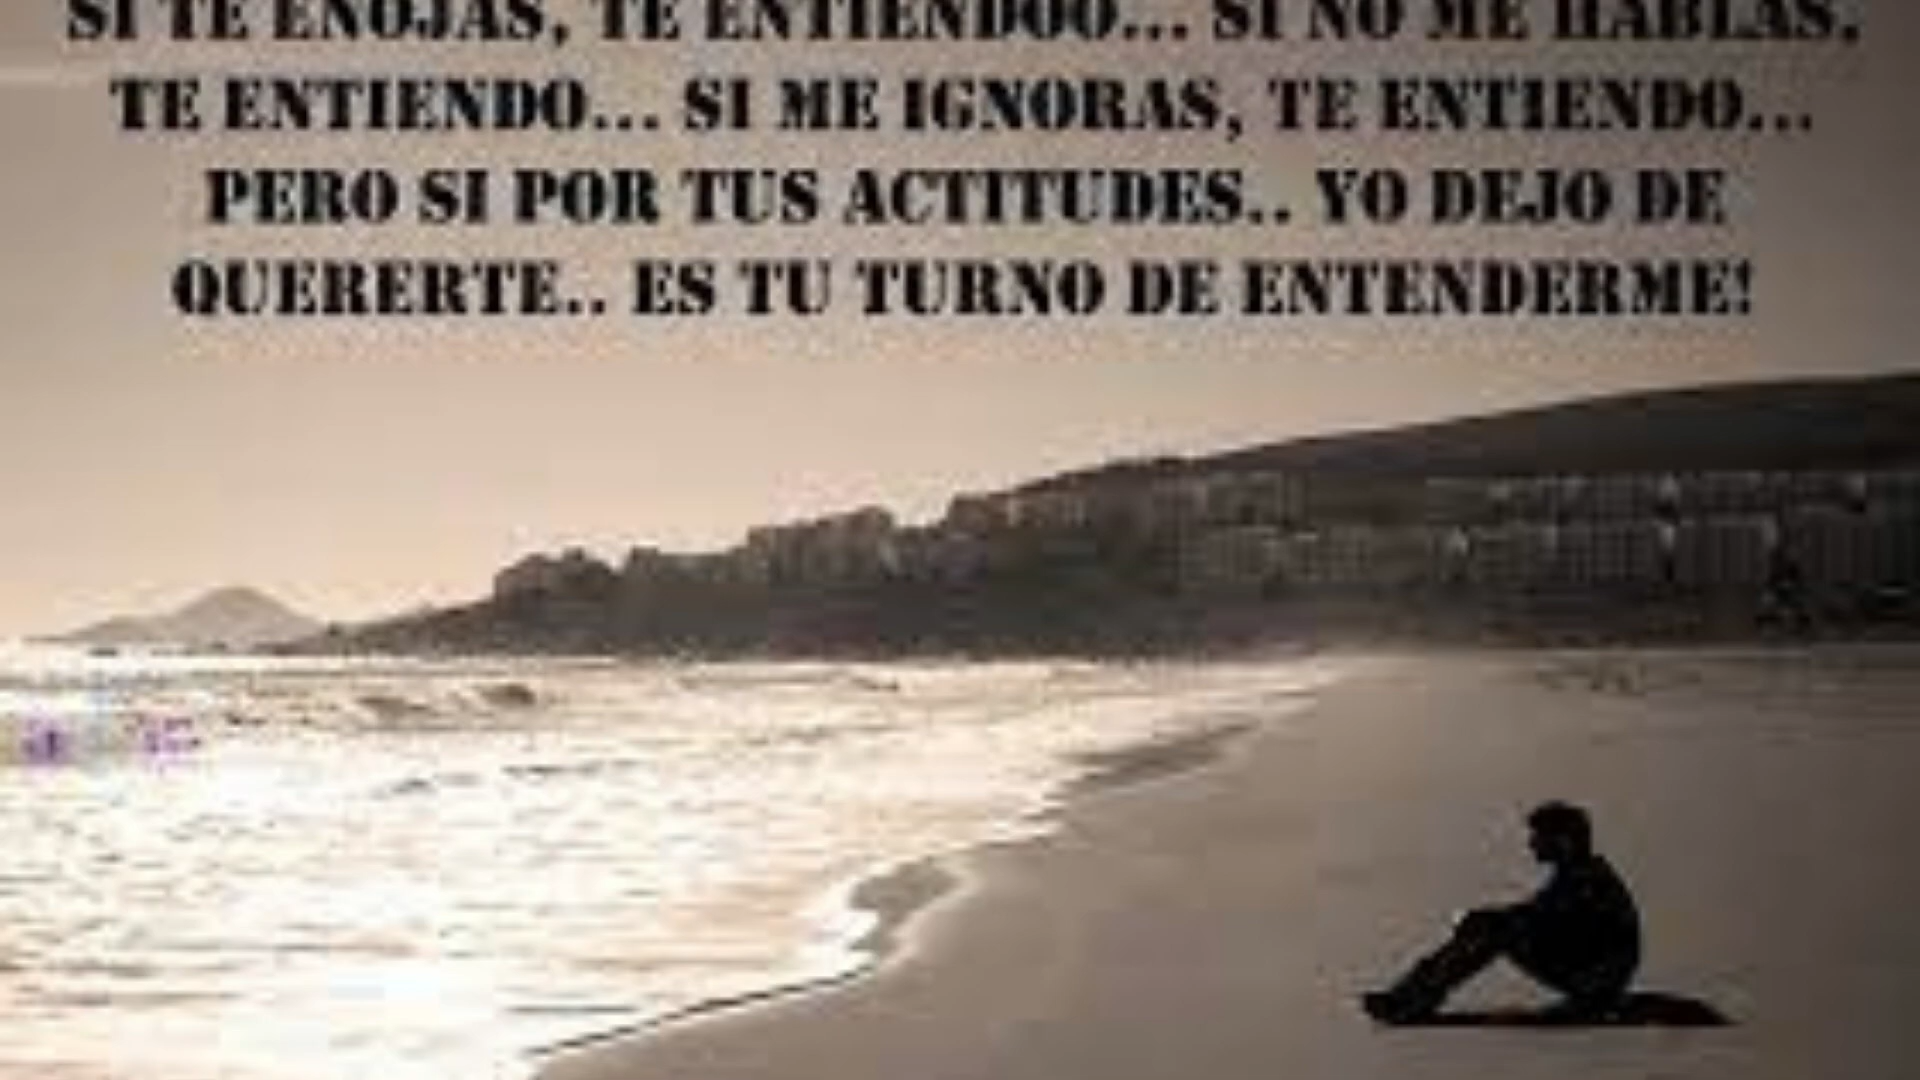 SI TE ENOJAS, TE ENTIENDOO... SI NO ME HABLAS,
TE ENTIENDO... SI ME IGNORAS, TE ENTIENDO...
PERO SI POR TUS ACTITUDES.. YO DEJO DE
QUERERTE.. ES TU TURNO DE ENTENDERME!